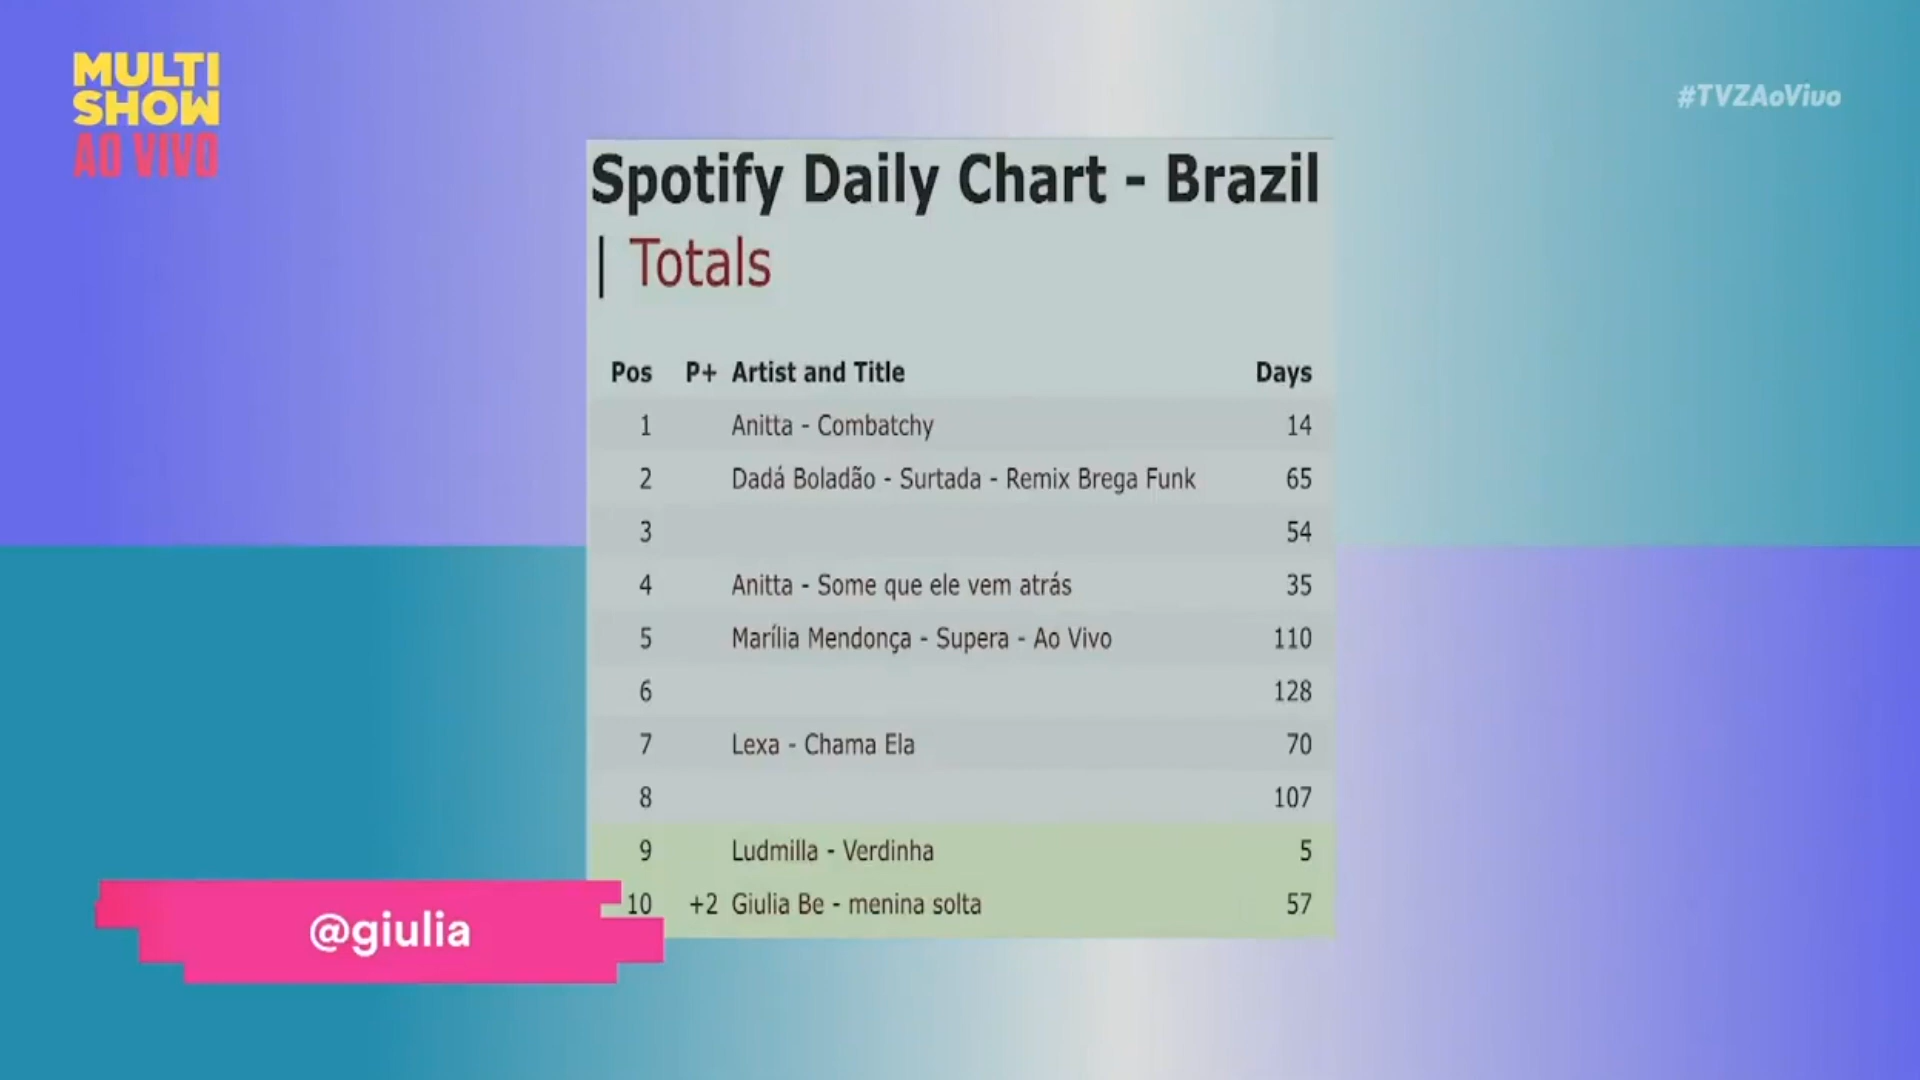 MULTI
SHOW
AO VIVO
#TVZAoVivo
Spotify Daily Chart - Brazil
| Totals
Pos P+ Artist and Title Days
1 Anitta - Combatchy 14
2 Dadá Boladão - Surtada - Remix Brega Funk 65
3 54
4 Anitta - Some que ele vem atrás 35
5 Marília Mendonça - Supera - Ao Vivo 110
6 128
7 Lexa - Chama Ela 70
8 107
9 Ludmilla - Verdinha 5
10 +2 Giulia Be - menina solta 57
@giulia